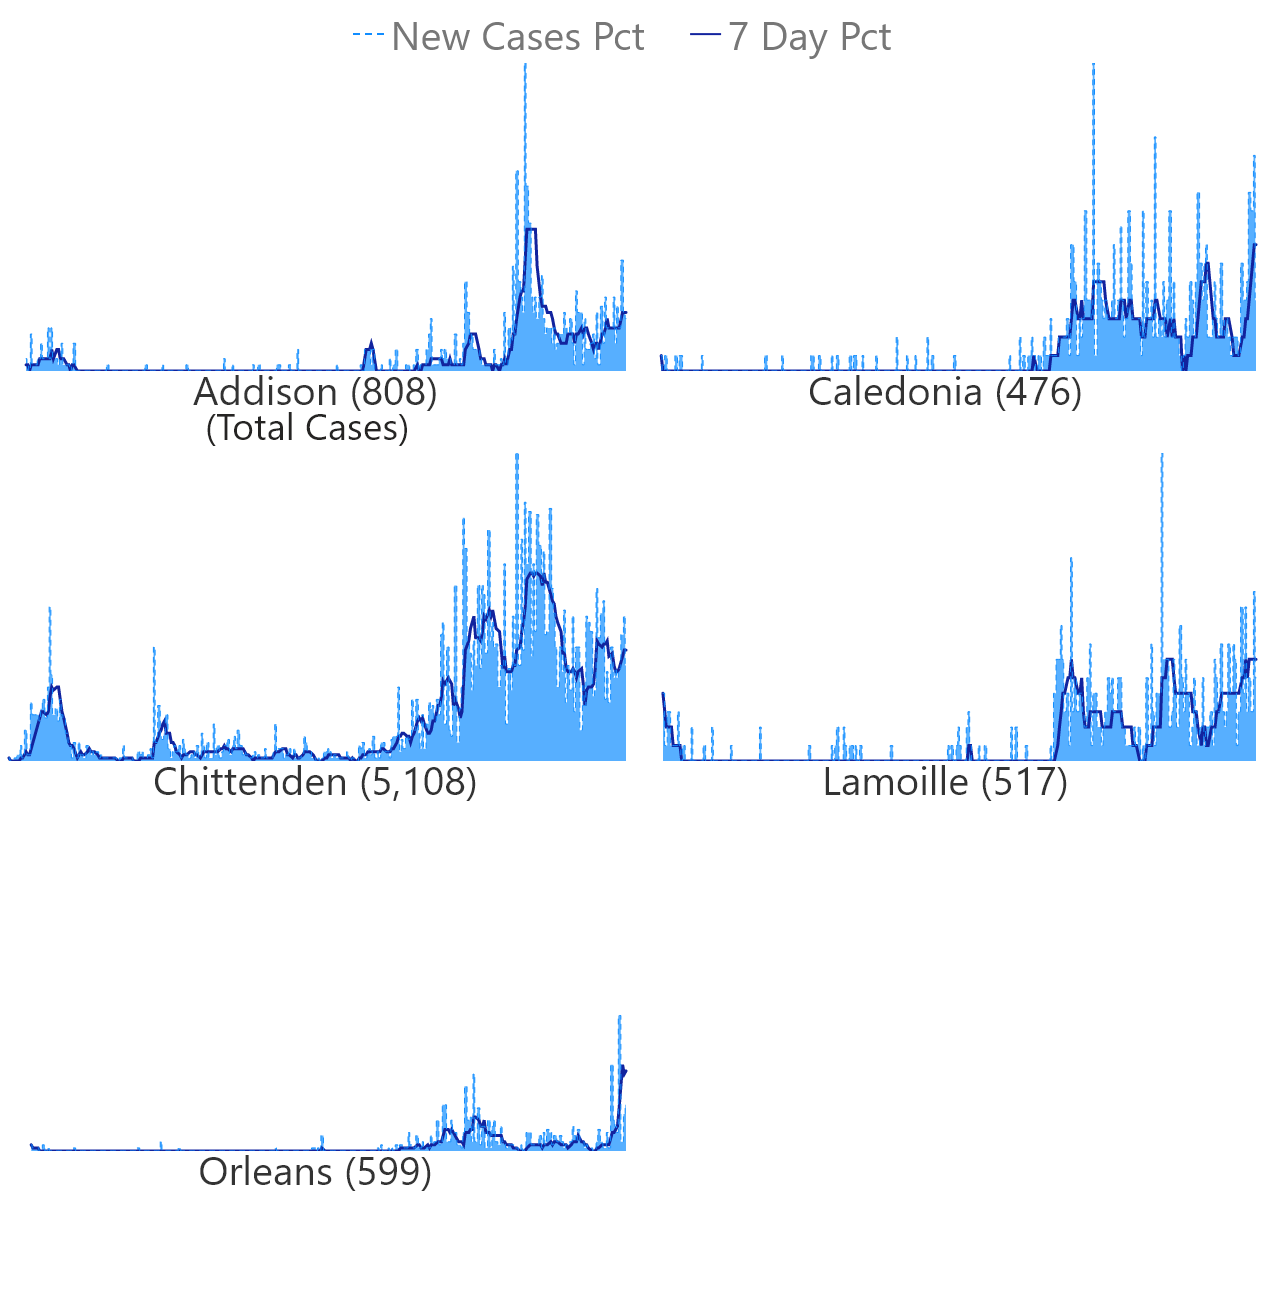 New Cases Pct 7 Day Pct
Addison (808)
(Total Cases)
Caledonia (476)
Chittenden (5,108)
Lamoille (517)
Orleans (599)